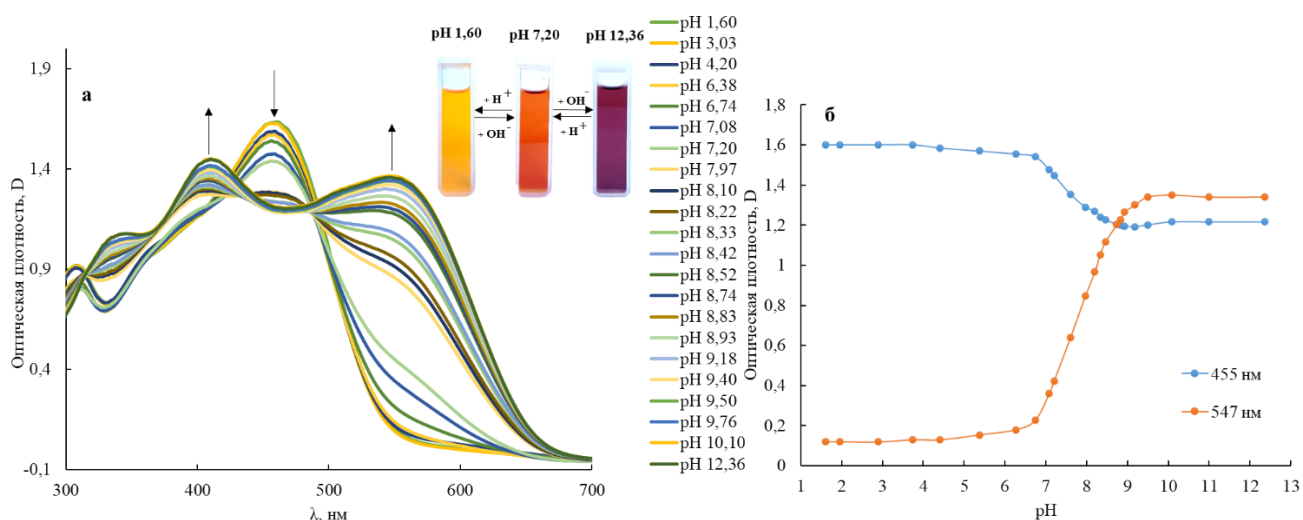 а
Оптическая плотность, D
1,9
1,4
0,9
0,4
-0,1
300
400
500
600
700
λ, нм
pH 1,60
pH 7,20
pH 12,36
+ H⁺
+ OH⁻
+ OH⁻
+ H⁺
pH 1,60
pH 3,03
pH 4,20
pH 6,38
pH 6,74
pH 7,08
pH 7,20
pH 7,97
pH 8,10
pH 8,22
pH 8,33
pH 8,42
pH 8,52
pH 8,74
pH 8,83
pH 8,93
pH 9,18
pH 9,40
pH 9,50
pH 9,76
pH 10,10
pH 12,36
б
Оптическая плотность, D
1,8
1,6
1,4
1,2
1
0,8
0,6
0,4
0,2
0
1
2
3
4
5
6
7
8
9
10
11
12
13
pH
455 нм
547 нм